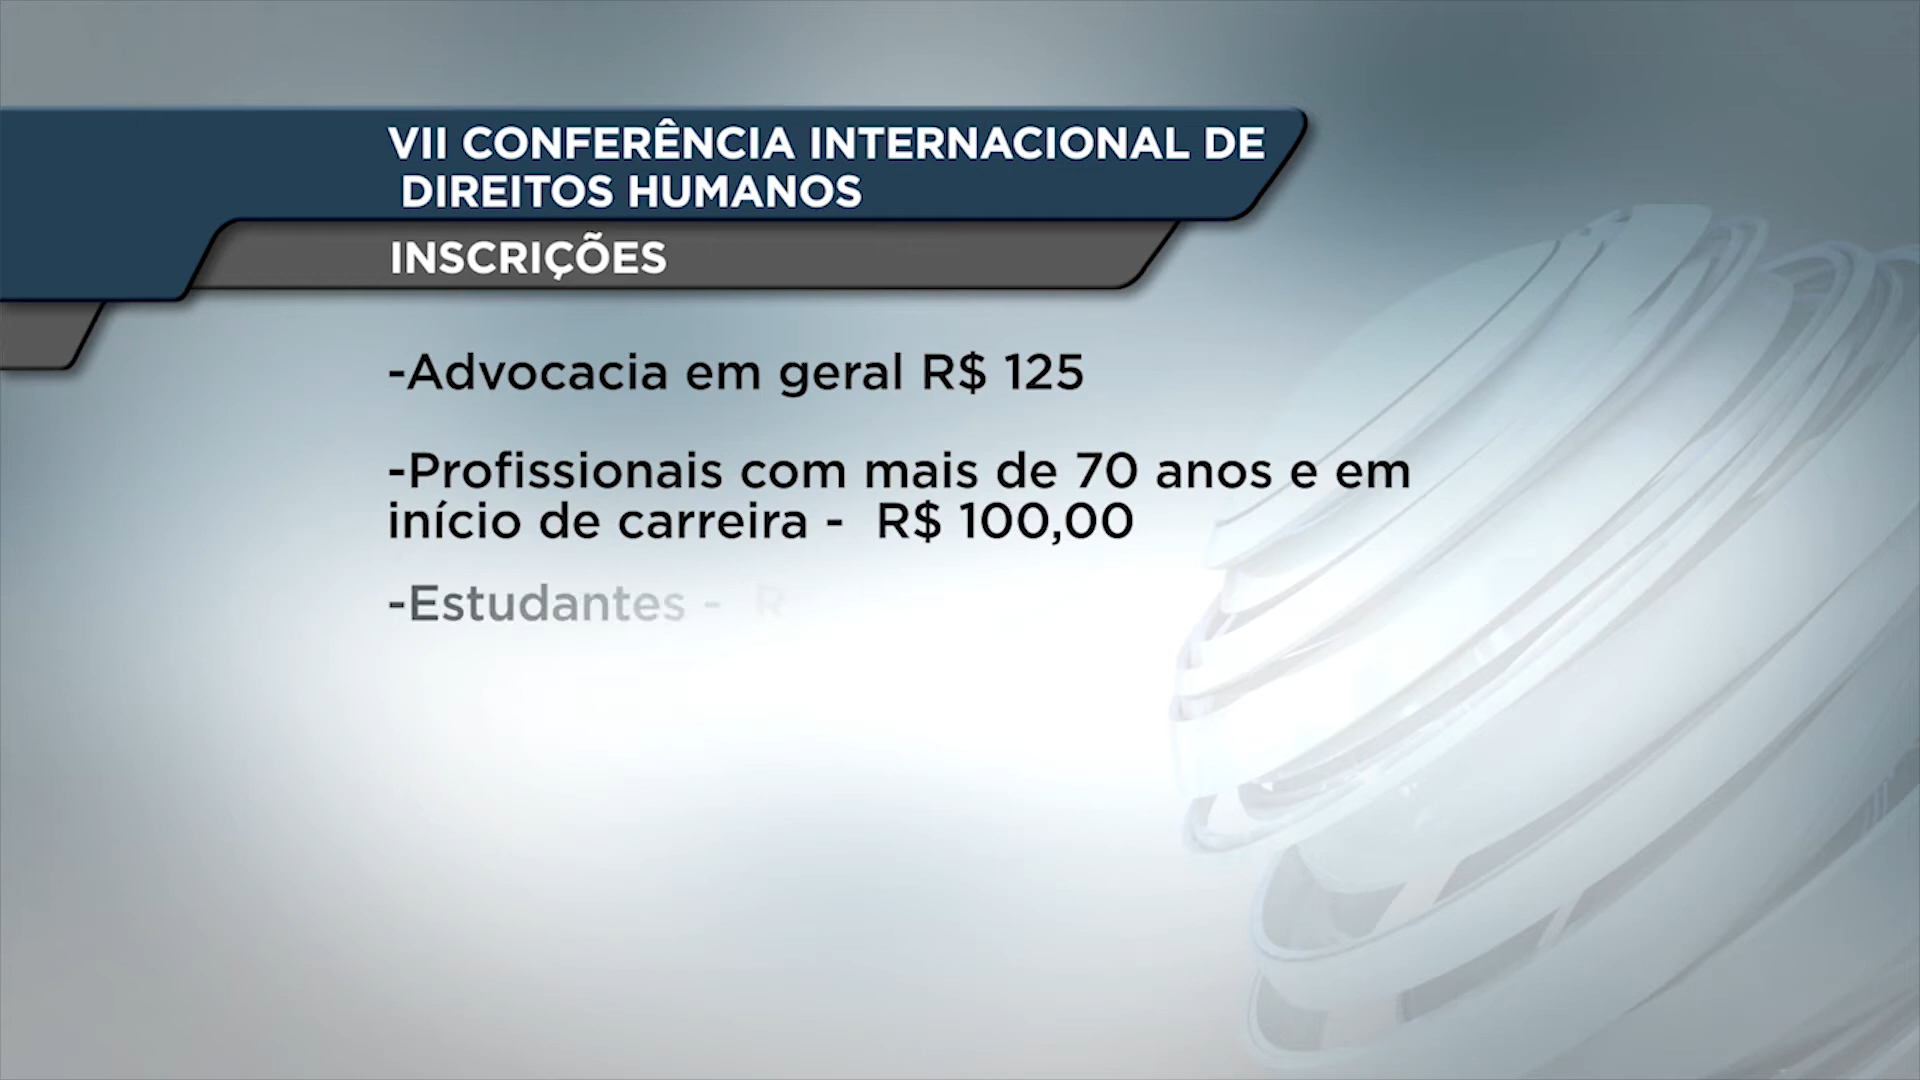 VII CONFERÊNCIA INTERNACIONAL DE
DIREITOS HUMANOS
INSCRIÇÕES
-Advocacia em geral R$ 125
-Profissionais com mais de 70 anos e em
início de carreira - R$ 100,00
-Estudantes - R